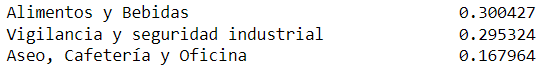 Alimentos y Bebidas 0.300427
Vigilancia y seguridad industrial 0.295324
Aseo, Cafetería y Oficina 0.167964